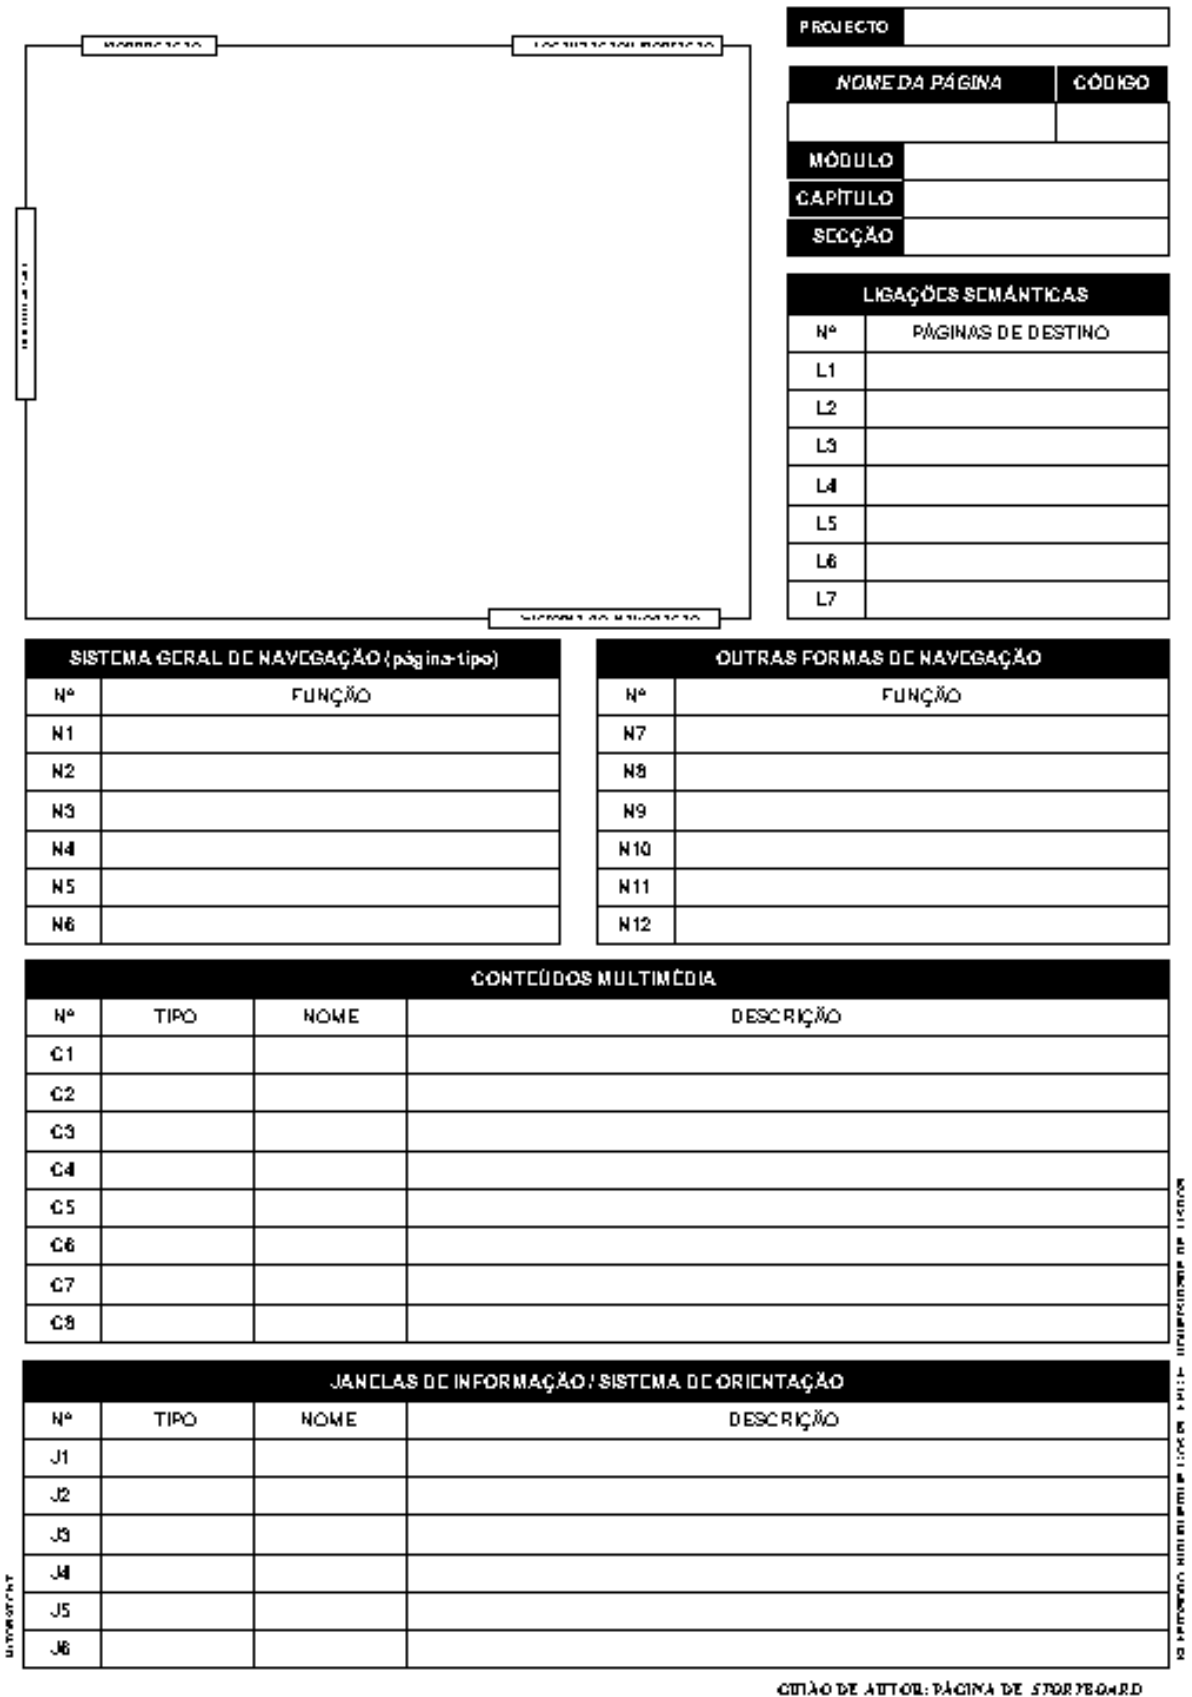 PROJECTO
NOME DA PÁGINA CÓDIGO
MÓDULO
CAPÍTULO
SECÇÃO
LIGAÇÕES SEMÂNTICAS
Nº PÁGINAS DE DESTINO
L1
L2
L3
L4
L5
L6
L7
SISTEMA GERAL DE NAVEGAÇÃO (página-tipo)
Nº FUNÇÃO
N1
N2
N3
N4
N5
N6
OUTRAS FORMAS DE NAVEGAÇÃO
Nº FUNÇÃO
N7
N8
N9
N10
N11
N12
CONTEÚDOS MULTIMÉDIA
Nº TIPO NOME DESCRIÇÃO
C1
C2
C3
C4
C5
C6
C7
C8
JANELAS DE INFORMAÇÃO / SISTEMA DE ORIENTAÇÃO
Nº TIPO NOME DESCRIÇÃO
J1
J2
J3
J4
J5
J6
GUIÃO DE AUTOR: PÁGINA DE STORYBOARD
UNIVERSIDADE DE LISBOA